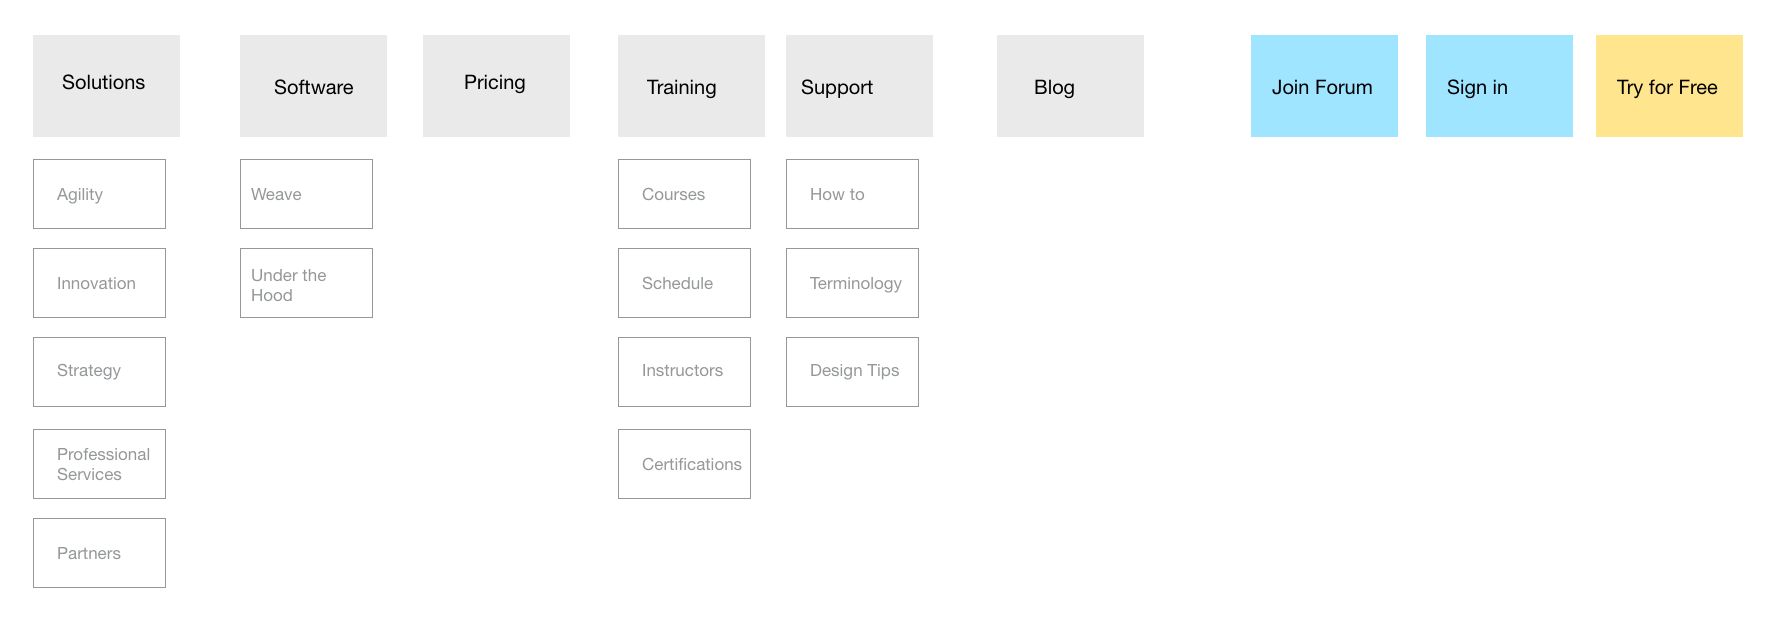 Solutions
Software
Pricing
Training
Support
Blog
Join Forum
Sign in
Try for Free
Agility
Weave
Courses
How to
Innovation
Under the
Hood
Schedule
Terminology
Strategy
Instructors
Design Tips
Professional
Services
Certifications
Partners